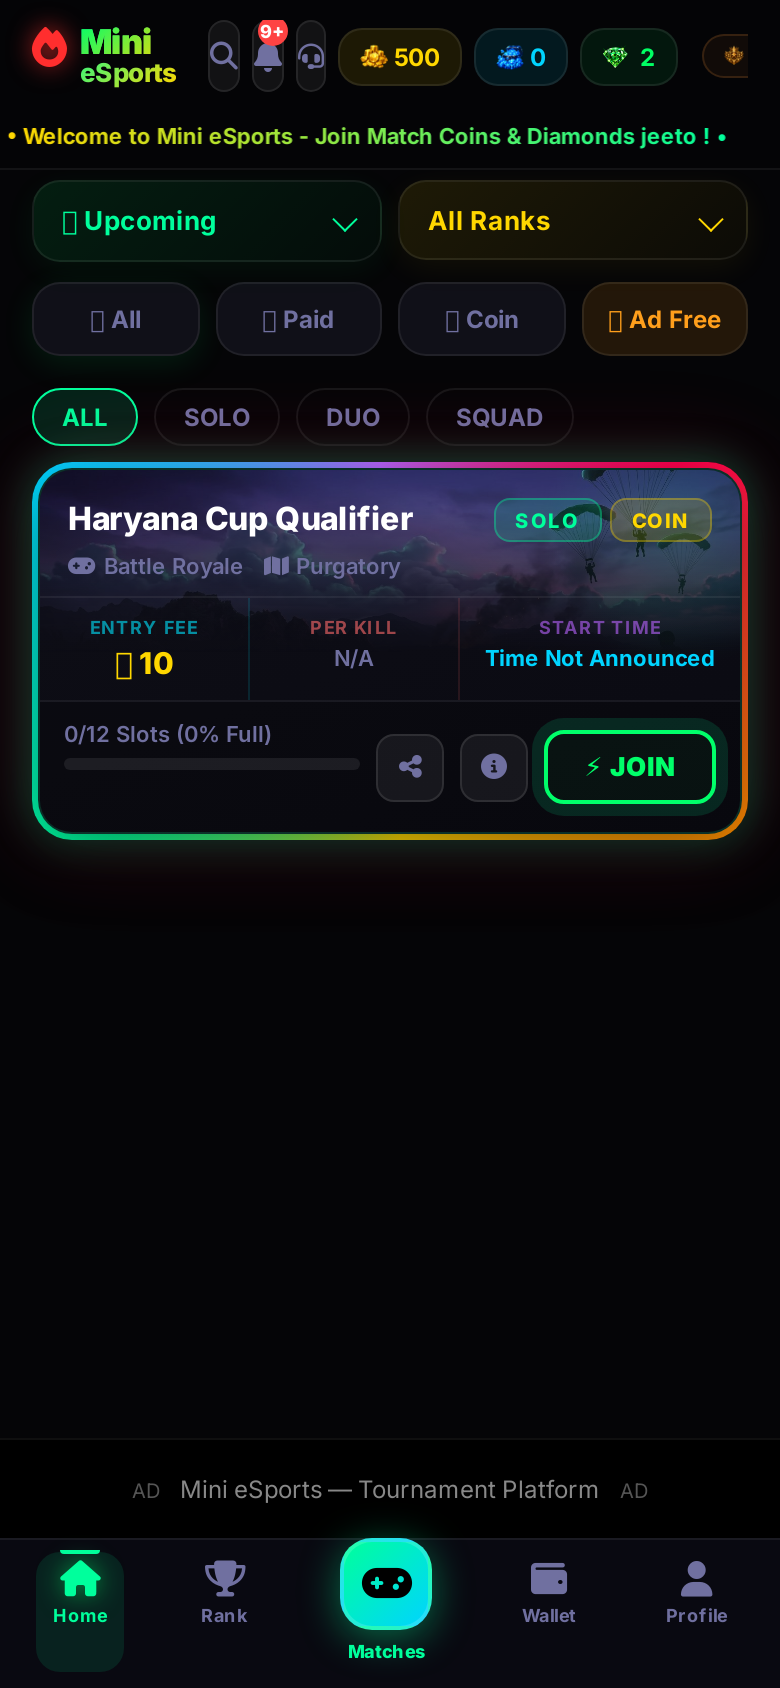 Mini
eSports
9+
500
0
2
• Welcome to Mini eSports - Join Match Coins & Diamonds jeeto ! •
Upcoming
All Ranks
All
Paid
Coin
Ad Free
ALL
SOLO
DUO
SQUAD
Haryana Cup Qualifier
SOLO
COIN
Battle Royale
Purgatory
ENTRY FEE
PER KILL
START TIME
10
N/A
Time Not Announced
0/12 Slots (0% Full)
⚡ JOIN
AD Mini eSports — Tournament Platform AD
Home
Rank
Matches
Wallet
Profile